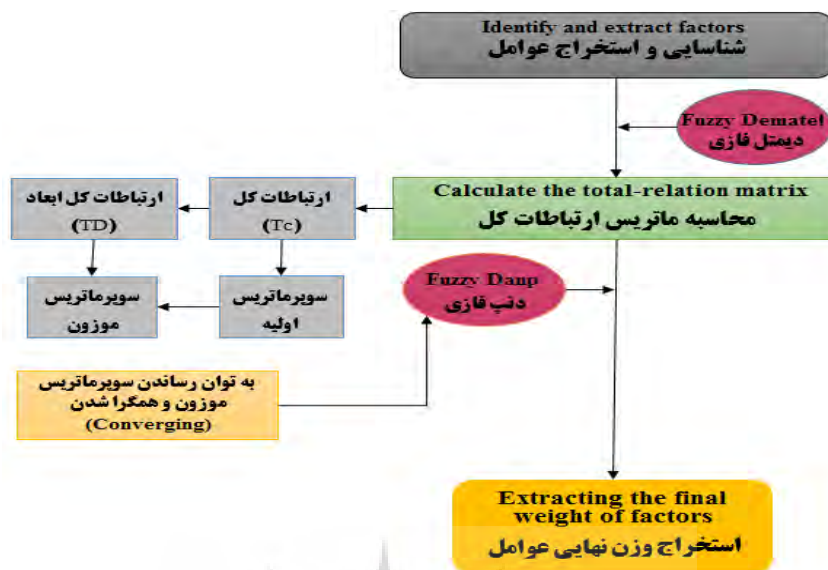 Identify and extract factors
شناسایی و استخراج عوامل
Fuzzy Dematel
دیمتل فازی
Calculate the total-relation matrix
محاسبه ماتریس ارتباطات کل
ارتباطات کل
(Tc)
ارتباطات کل ابعاد
(TD)
سوپرماتریس
اولیه
سوپرماتریس
موزون
Fuzzy Danp
دنپ فازی
به توان رساندن سوپرماتریس
موزون و همگرا شدن
(Converging)
Extracting the final
weight of factors
استخراج وزن نهایی عوامل